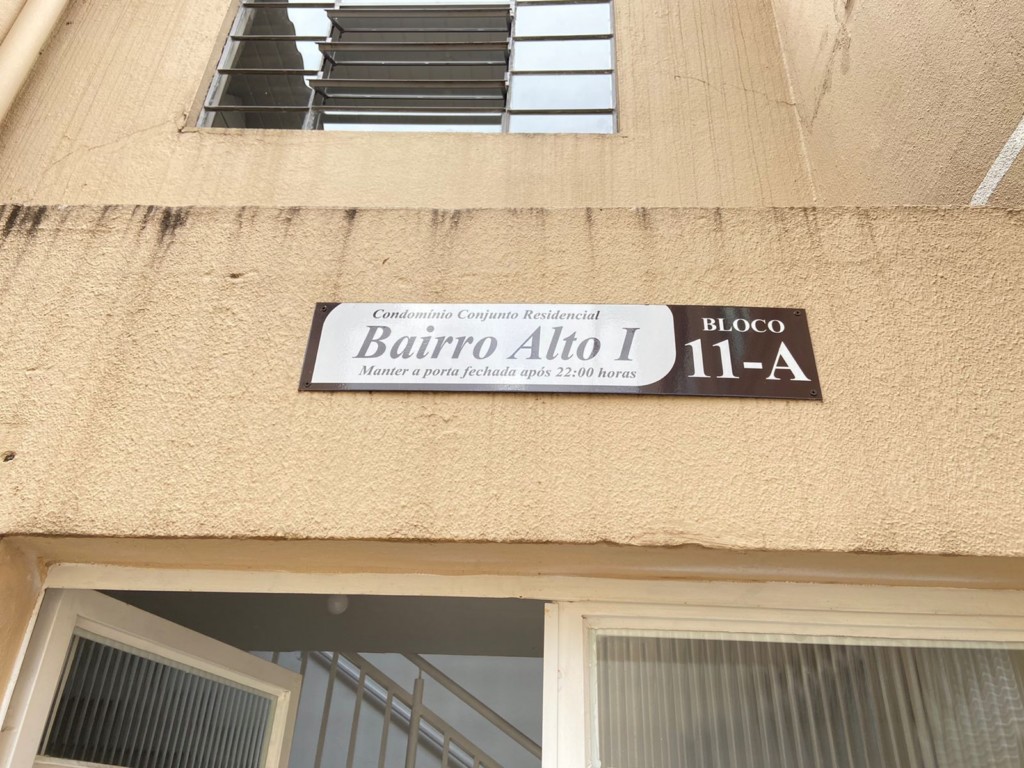 Condomínio Conjunto Residencial
Bairro Alto I
Manter a porta fechada após 22:00 horas
BLOCO
11-A